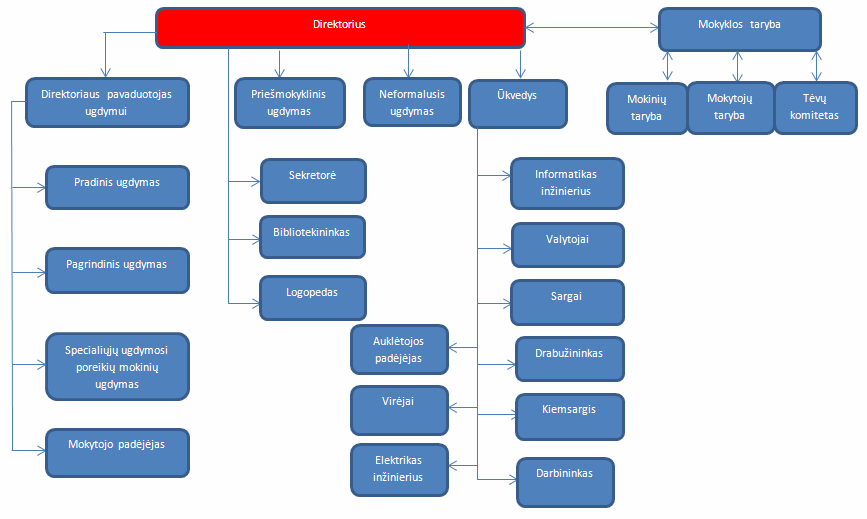 Direktorius
Mokyklos taryba
Direktoriaus pavaduotojas
ugdymui
Priešmokyklinis
ugdymas
Neformalusis
ugdymas
Ūkvedys
Mokinių
taryba
Mokytojų
taryba
Tėvų
komitetas
Pradinis ugdymas
Pagrindinis ugdymas
Specialiųjų ugdymosi
poreikių mokinių
ugdymas
Mokytojo padėjėjas
Sekretorė
Bibliotekininkas
Logopedas
Auklėtojos
padėjėjas
Virėjai
Elektrikas
inžinierius
Informatikas
inžinierius
Valytojai
Sargai
Drabužininkas
Kiemsargis
Darbininkas